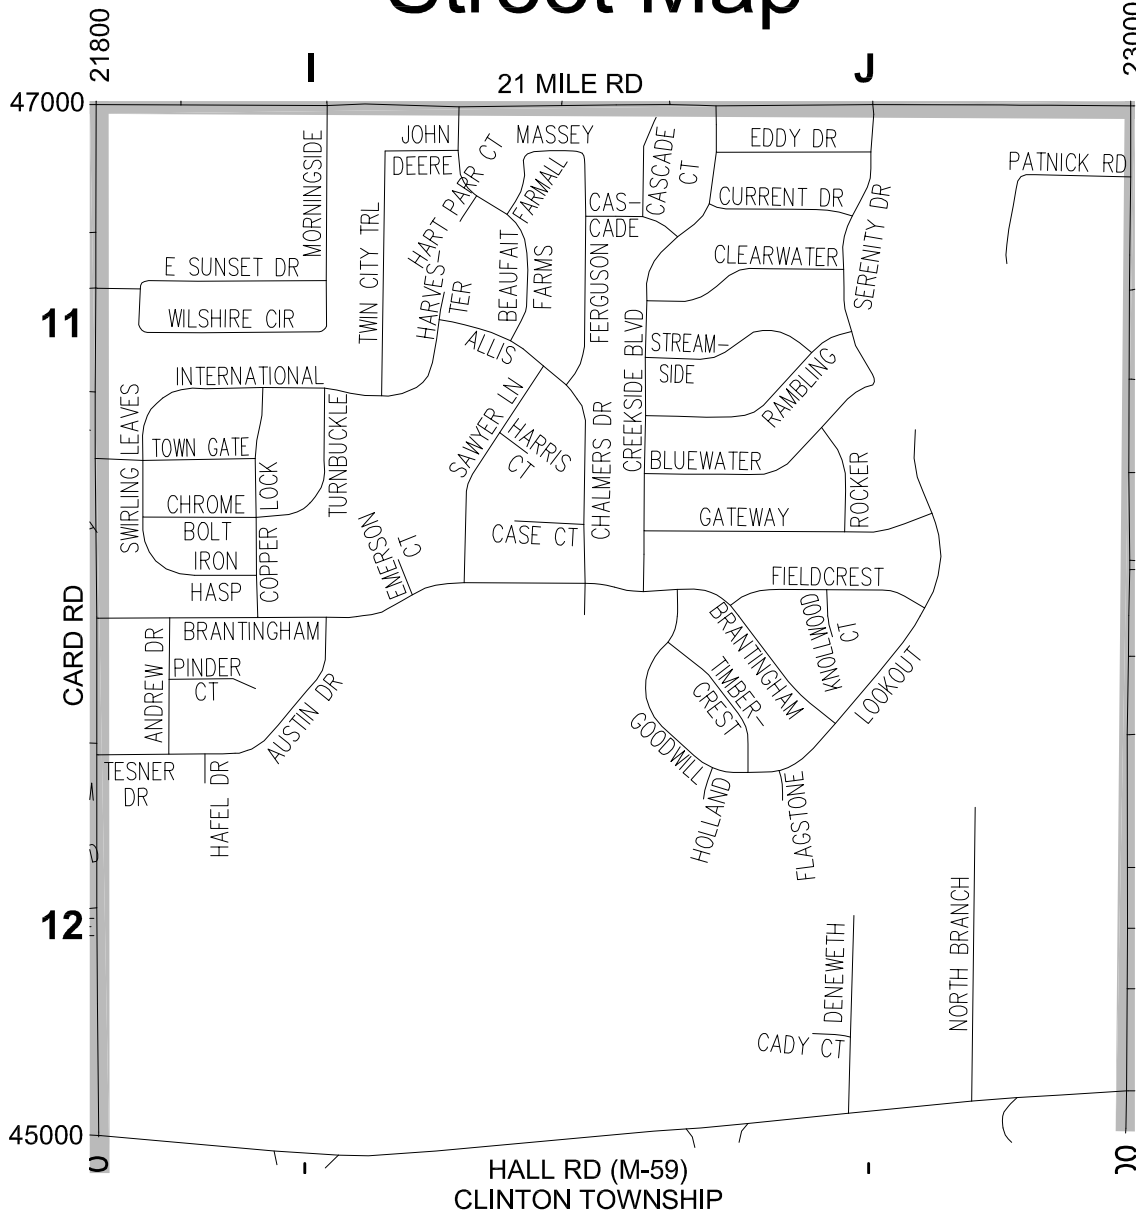 Street Map
21800
23000
I
J
21 MILE RD
47000
JOHN
DEERE
MASSEY
EDDY DR
PATNICK RD
MORNINGSIDE
HART PARR CT
FARMALL
CASCADE
CT
CAS-
CADE
CURRENT DR
SERENITY DR
TWIN CITY TRL
E SUNSET DR
WILSHIRE CIR
HARVES-
TER
BEAUFAIT
FARMS
FERGUSON
CLEARWATER
11
ALLIS
CREEKSIDE BLVD
STREAM-
SIDE
RAMBLING
INTERNATIONAL
SWIRLING LEAVES
TURNBUCKLE
SAWYER LN
HARRIS
CT
CHALMERS DR
TOWN GATE
BLUEWATER
ROCKER
CHROME
BOLT
COPPER LOCK
GATEWAY
CASE CT
EMERSON
CT
IRON
HASP
FIELDCREST
CARD RD
BRANTINGHAM
ANDREW DR
PINDER
CT
AUSTIN DR
BRANTINGHAM
KNOLLWOOD
CT
LOOKOUT
TIMBER-
CREST
GOODWILL
TESNER
DR
HAFEL DR
HOLLAND
FLAGSTONE
12
DENEWETH
NORTH BRANCH
CADY CT
45000
HALL RD (M-59)
CLINTON TOWNSHIP